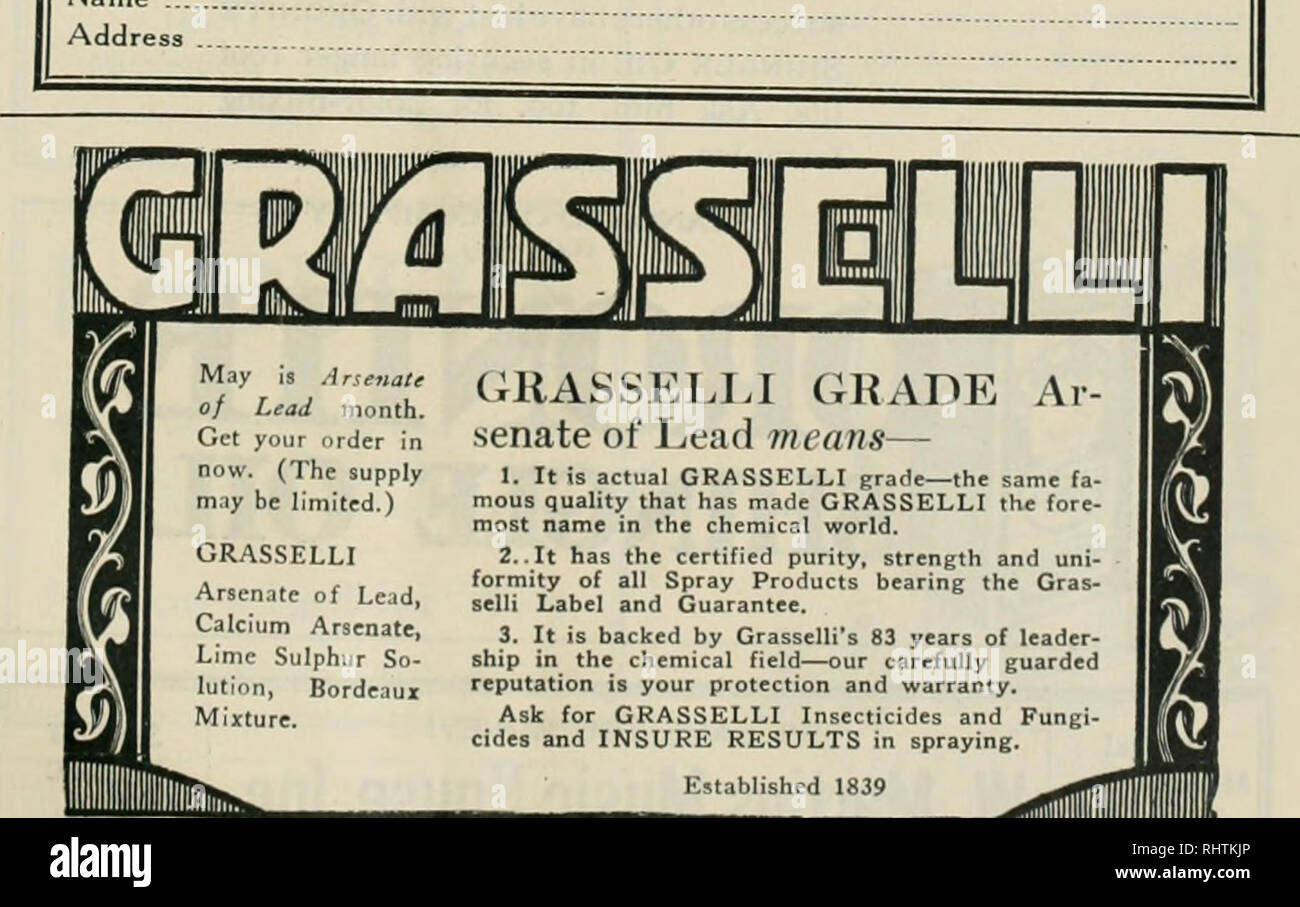 Name
Address
GRASSELLI
May is Arsenate
of Lead month.
Get your order in
now. (The supply
may be limited.)
GRASSELLI
Arsenate of Lead,
Calcium Arsenate,
Lime Sulphur So-
lution, Bordeaux
Mixture.
GRASSELLI GRADE Ar-
senate of Lead means—
1. It is actual GRASSELLI grade—the same fa-
mous quality that has made GRASSELLI the fore-
most name in the chemical world.
2..It has the certified purity, strength and uni-
formity of all Spray Products bearing the Gras-
selli Label and Guarantee.
3. It is backed by Grasselli's 83 years of leader-
ship in the chemical field—our carefully guarded
reputation is your protection and warranty.
Ask for GRASSELLI Insecticides and Fungi-
cides and INSURE RESULTS in spraying.
Established 1839
alamy
Image ID: RHTKJP
www.alamy.com